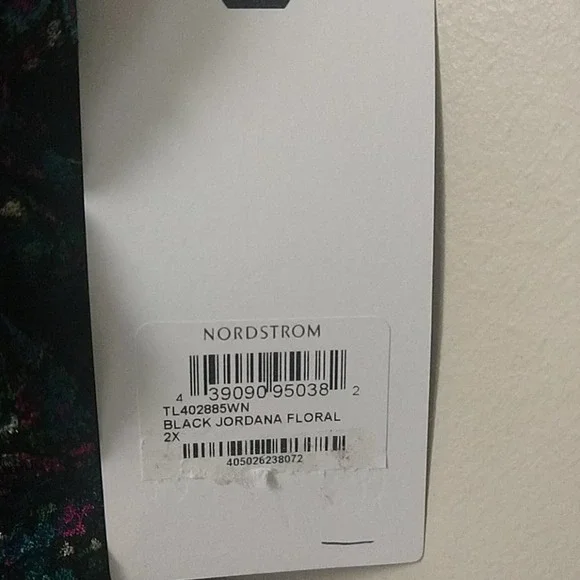 NORDSTROM
4 39090 95038 2
TL402885WN
BLACK JORDANA FLORAL
2X
405026238072